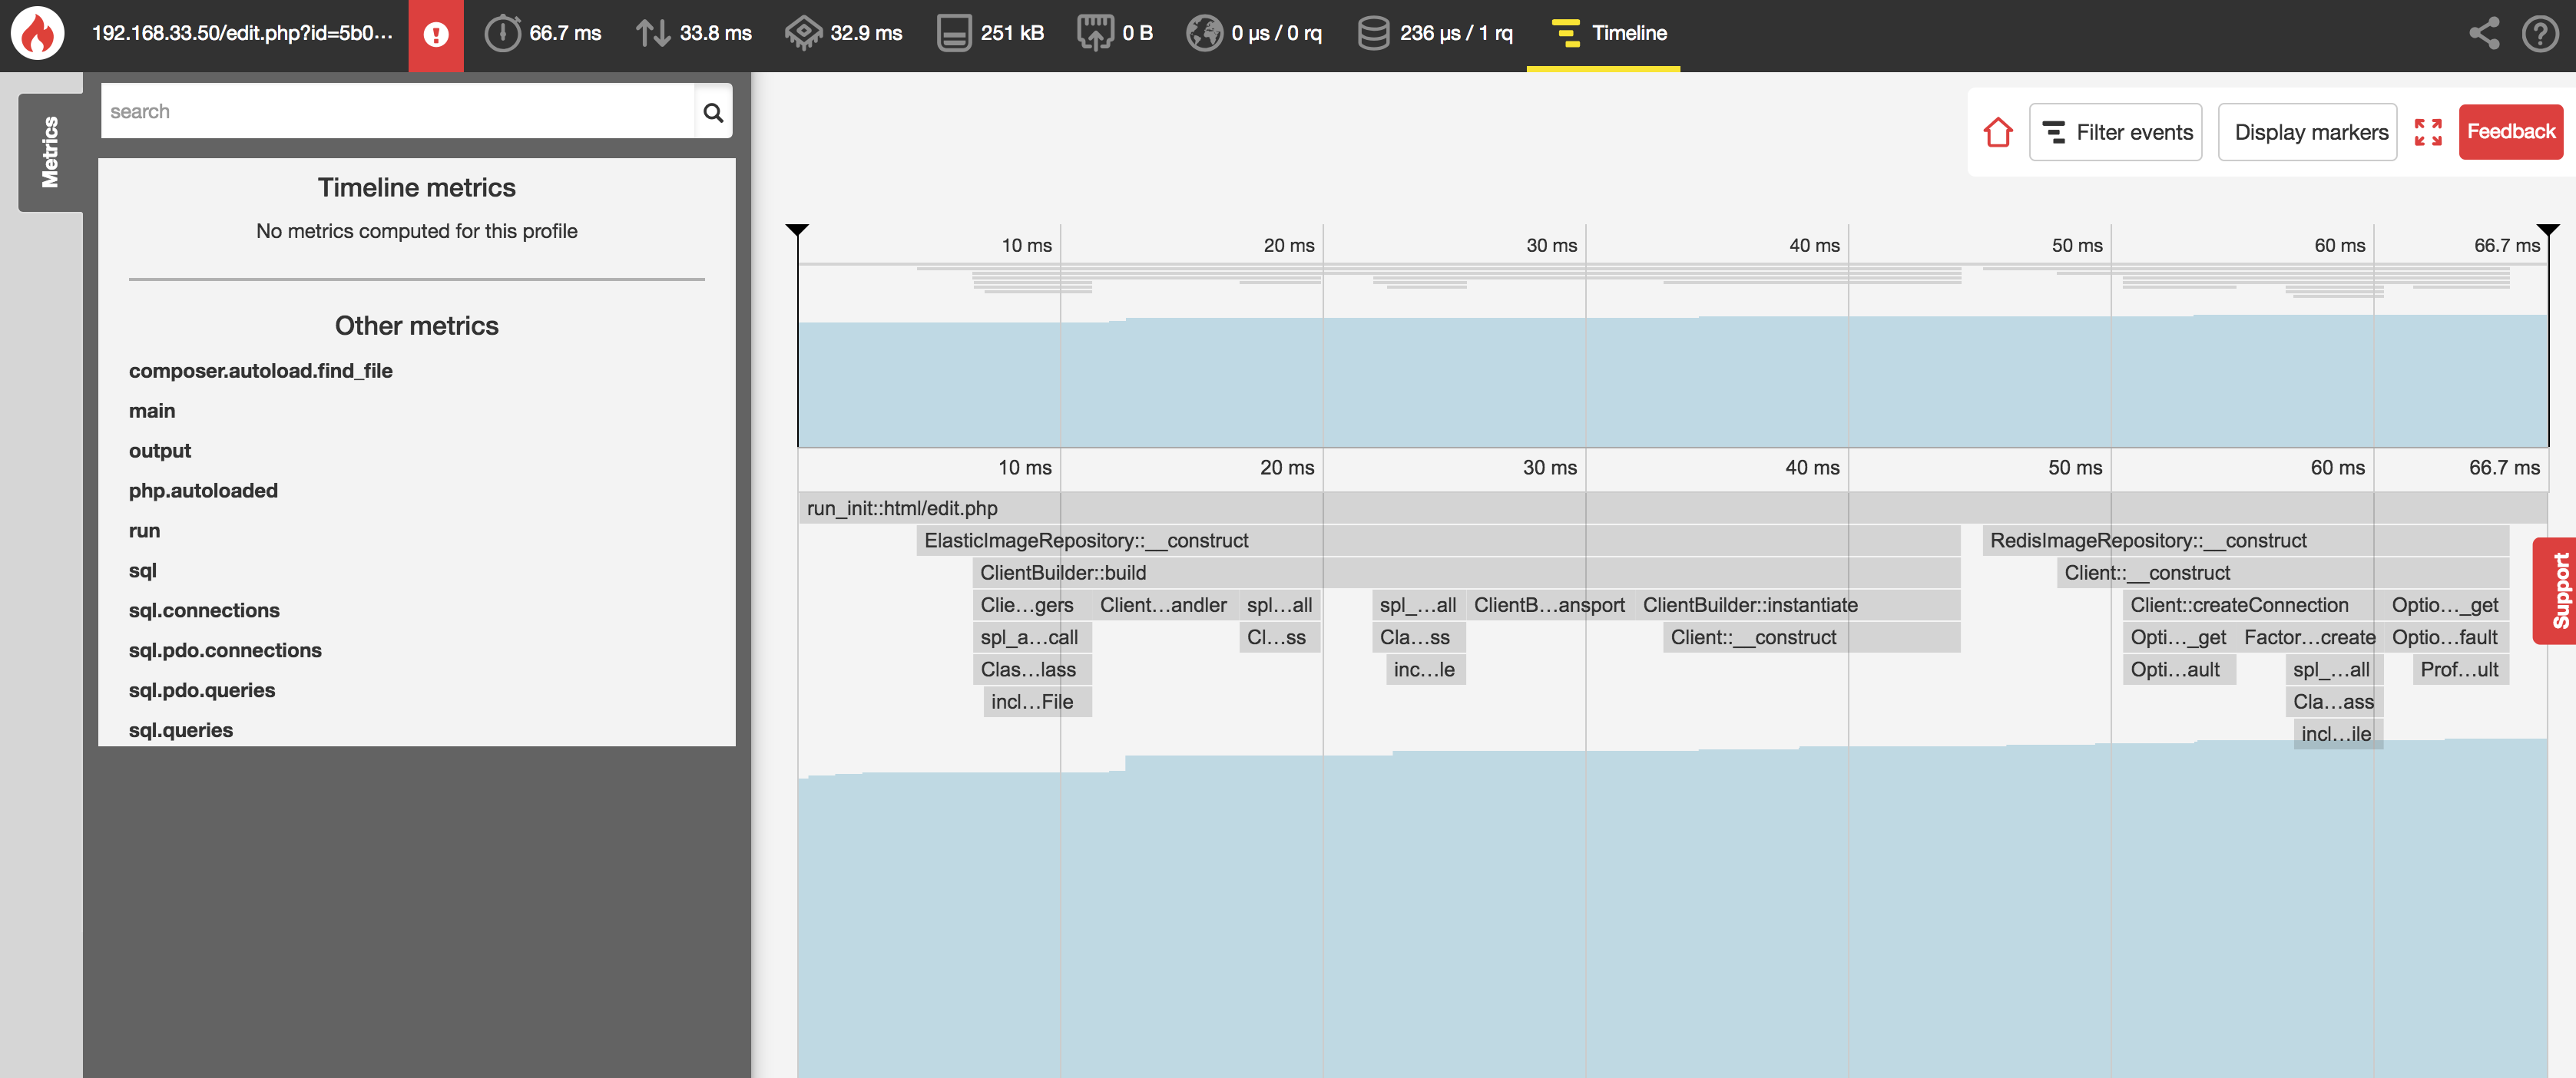 192.168.33.50/edit.php?id=5b0... 66.7 ms 33.8 ms 32.9 ms 251 kB 0 B 0 µs / 0 rq 236 µs / 1 rq Timeline
Metrics
search
Timeline metrics
No metrics computed for this profile
Other metrics
composer.autoload.find_file
main
output
php.autoloaded
run
sql
sql.connections
sql.pdo.connections
sql.pdo.queries
sql.queries
Filter events Display markers Feedback
10 ms 20 ms 30 ms 40 ms 50 ms 60 ms 66.7 ms
10 ms 20 ms 30 ms 40 ms 50 ms 60 ms 66.7 ms
run_init::html/edit.php
ElasticImageRepository::__construct RedisImageRepository::__construct
ClientBuilder::build Client::__construct
Clie...gers Client...andler spl...all spl_...all ClientB...ansport ClientBuilder::instantiate Client::createConnection Optio..._get
spl_a...call Cl...ss Cla...ss Client::__construct Opti..._get Factor...create Optio...fault
Clas...lass inc...le Opti...ault spl_...all Prof...ult
incl...File Cla...ass
incl...ile
Support